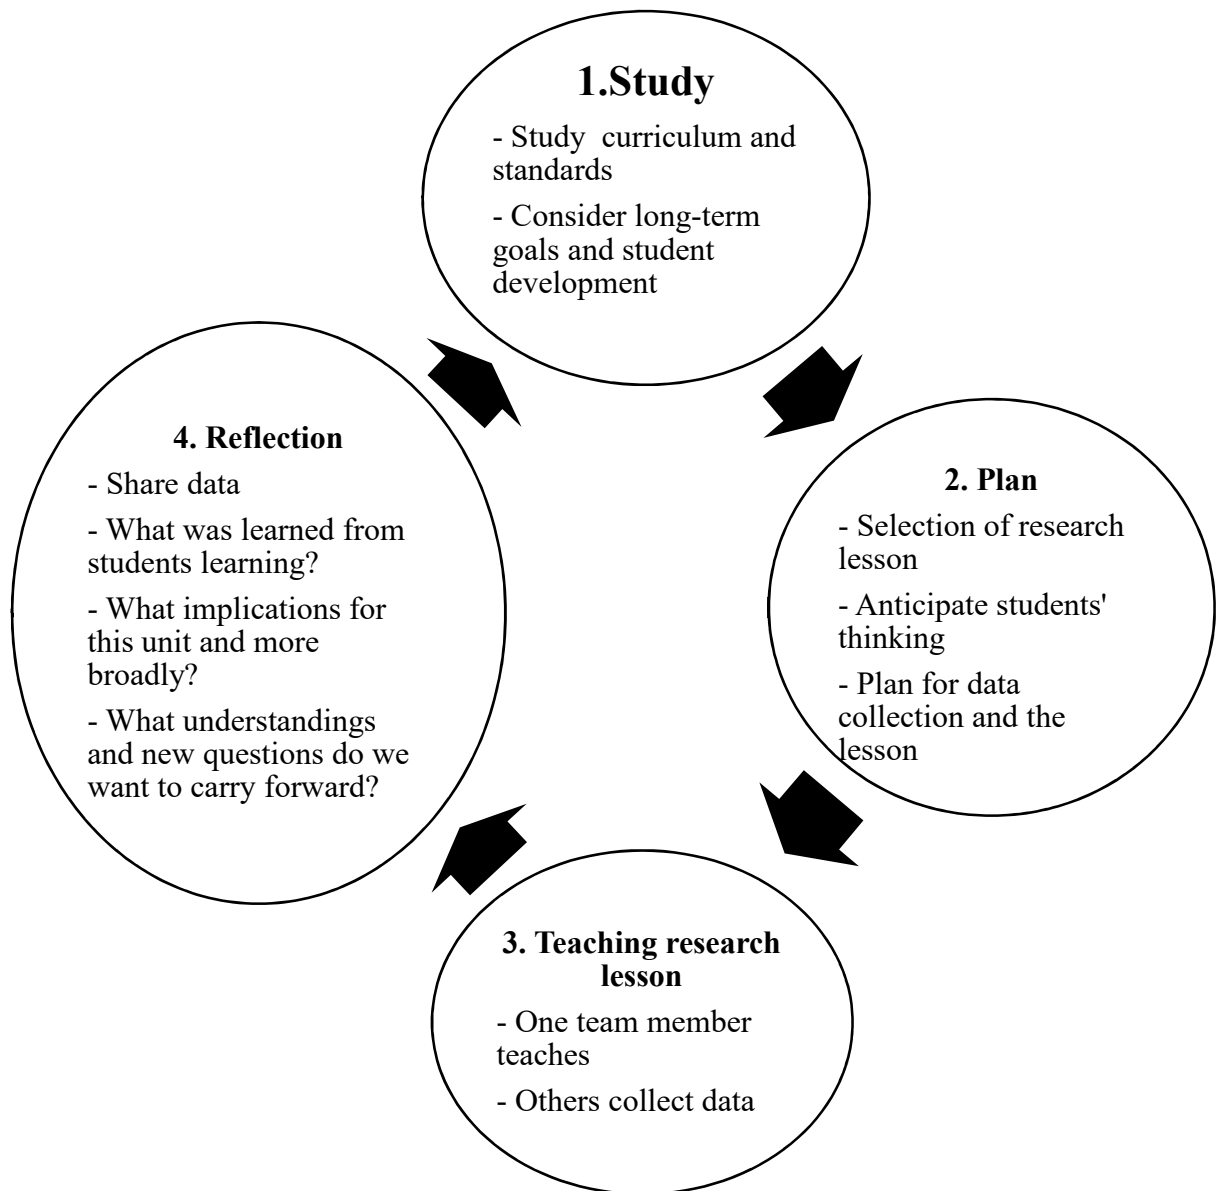 1.Study
- Study  curriculum and
standards
- Consider long-term
goals and student
development
2. Plan
- Selection of research
lesson
- Anticipate students'
thinking
- Plan for data
collection and the
lesson
3. Teaching research
lesson
- One team member
teaches
- Others collect data
4. Reflection
- Share data
- What was learned from
students learning?
- What implications for
this unit and more
broadly?
- What understandings
and new questions do we
want to carry forward?